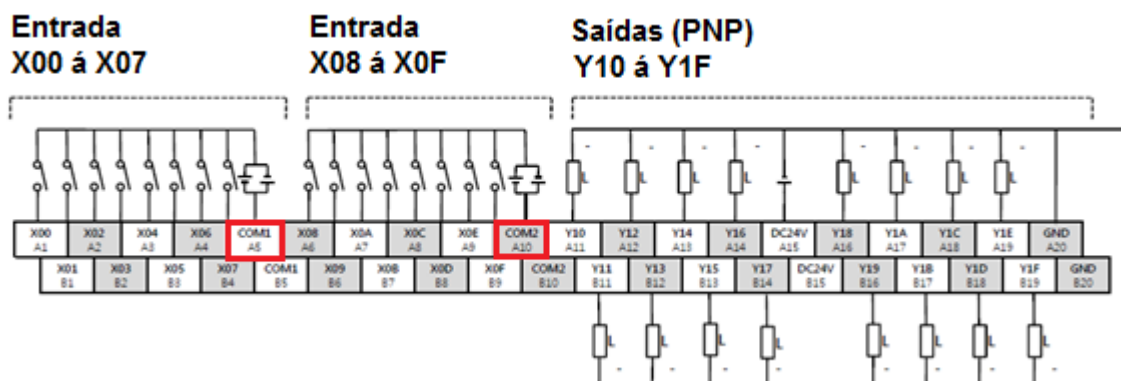 Entrada
X00 á X07
Entrada
X08 á X0F
Saídas (PNP)
Y10 á Y1F
- - - - - - - -
L L L L L L L L
X00 X02 X04 X06 COM1 X08 X0A X0C X0E COM2 Y10 Y12 Y14 Y16 DC24V Y18 Y1A Y1C Y1E GND
A1 A2 A3 A4 A5 A6 A7 A8 A9 A10 A11 A12 A13 A14 A15 A16 A17 A18 A19 A20
X01 X03 X05 X07 COM1 X09 X0B X0D X0F COM2 Y11 Y13 Y15 Y17 DC24V Y19 Y1B Y1D Y1F GND
B1 B2 B3 B4 B5 B6 B7 B8 B9 B10 B11 B12 B13 B14 B15 B16 B17 B18 B19 B20
L L L L L L L L
- - - - - - - -